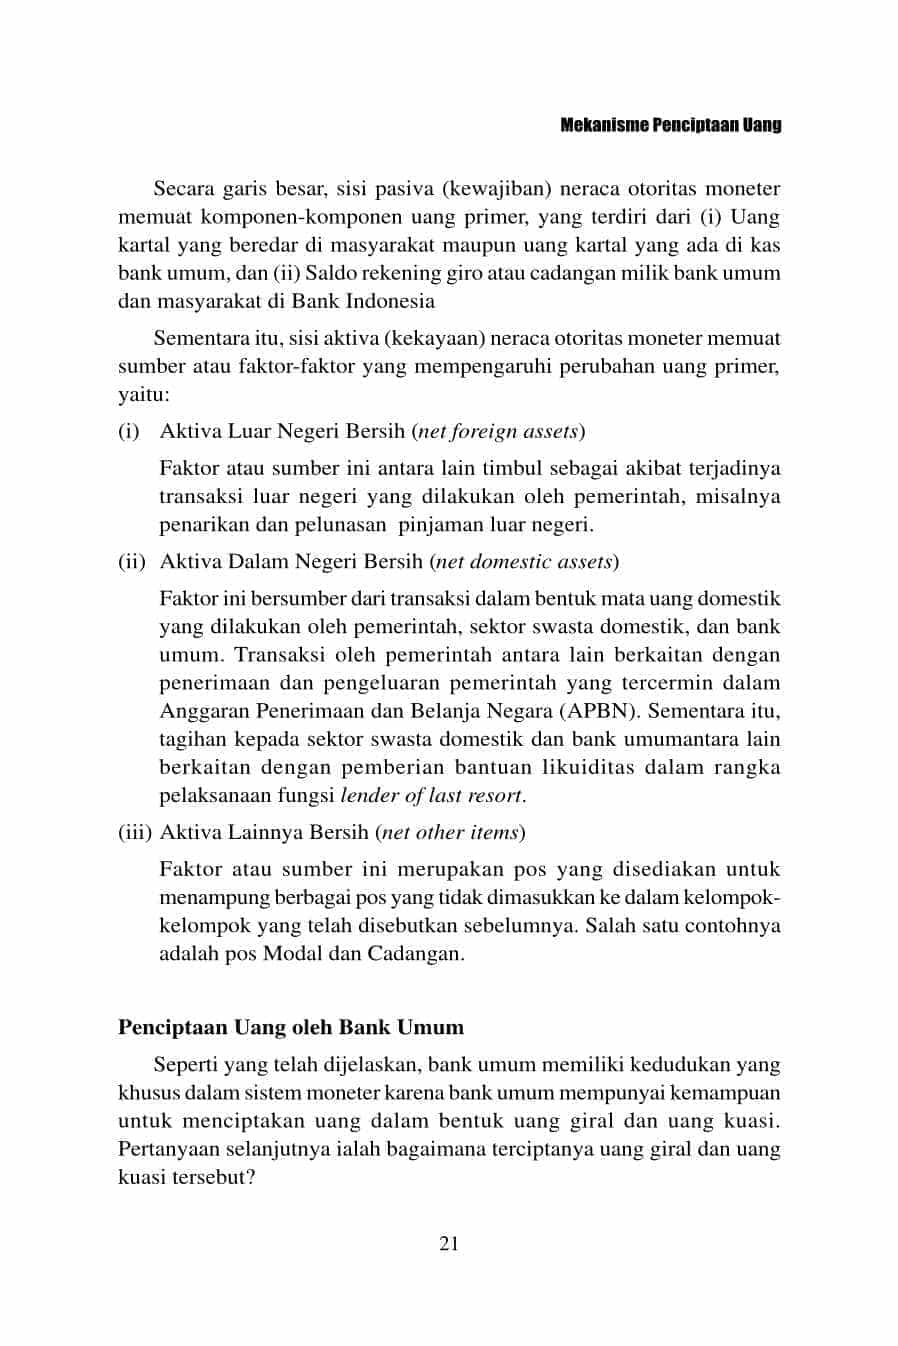 Mekanisme Penciptaan Uang
Secara garis besar, sisi pasiva (kewajiban) neraca otoritas moneter
memuat komponen-komponen uang primer, yang terdiri dari (i) Uang
kartal yang beredar di masyarakat maupun uang kartal yang ada di kas
bank umum, dan (ii) Saldo rekening giro atau cadangan milik bank umum
dan masyarakat di Bank Indonesia
Sementara itu, sisi aktiva (kekayaan) neraca otoritas moneter memuat
sumber atau faktor-faktor yang mempengaruhi perubahan uang primer,
yaitu:
(i) Aktiva Luar Negeri Bersih (net foreign assets)
Faktor atau sumber ini antara lain timbul sebagai akibat terjadinya
transaksi luar negeri yang dilakukan oleh pemerintah, misalnya
penarikan dan pelunasan pinjaman luar negeri.
(ii) Aktiva Dalam Negeri Bersih (net domestic assets)
Faktor ini bersumber dari transaksi dalam bentuk mata uang domestik
yang dilakukan oleh pemerintah, sektor swasta domestik, dan bank
umum. Transaksi oleh pemerintah antara lain berkaitan dengan
penerimaan dan pengeluaran pemerintah yang tercermin dalam
Anggaran Penerimaan dan Belanja Negara (APBN). Sementara itu,
tagihan kepada sektor swasta domestik dan bank umumantara lain
berkaitan dengan pemberian bantuan likuiditas dalam rangka
pelaksanaan fungsi lender of last resort.
(iii) Aktiva Lainnya Bersih (net other items)
Faktor atau sumber ini merupakan pos yang disediakan untuk
menampung berbagai pos yang tidak dimasukkan ke dalam kelompok-
kelompok yang telah disebutkan sebelumnya. Salah satu contohnya
adalah pos Modal dan Cadangan.
Penciptaan Uang oleh Bank Umum
Seperti yang telah dijelaskan, bank umum memiliki kedudukan yang
khusus dalam sistem moneter karena bank umum mempunyai kemampuan
untuk menciptakan uang dalam bentuk uang giral dan uang kuasi.
Pertanyaan selanjutnya ialah bagaimana terciptanya uang giral dan uang
kuasi tersebut?
21